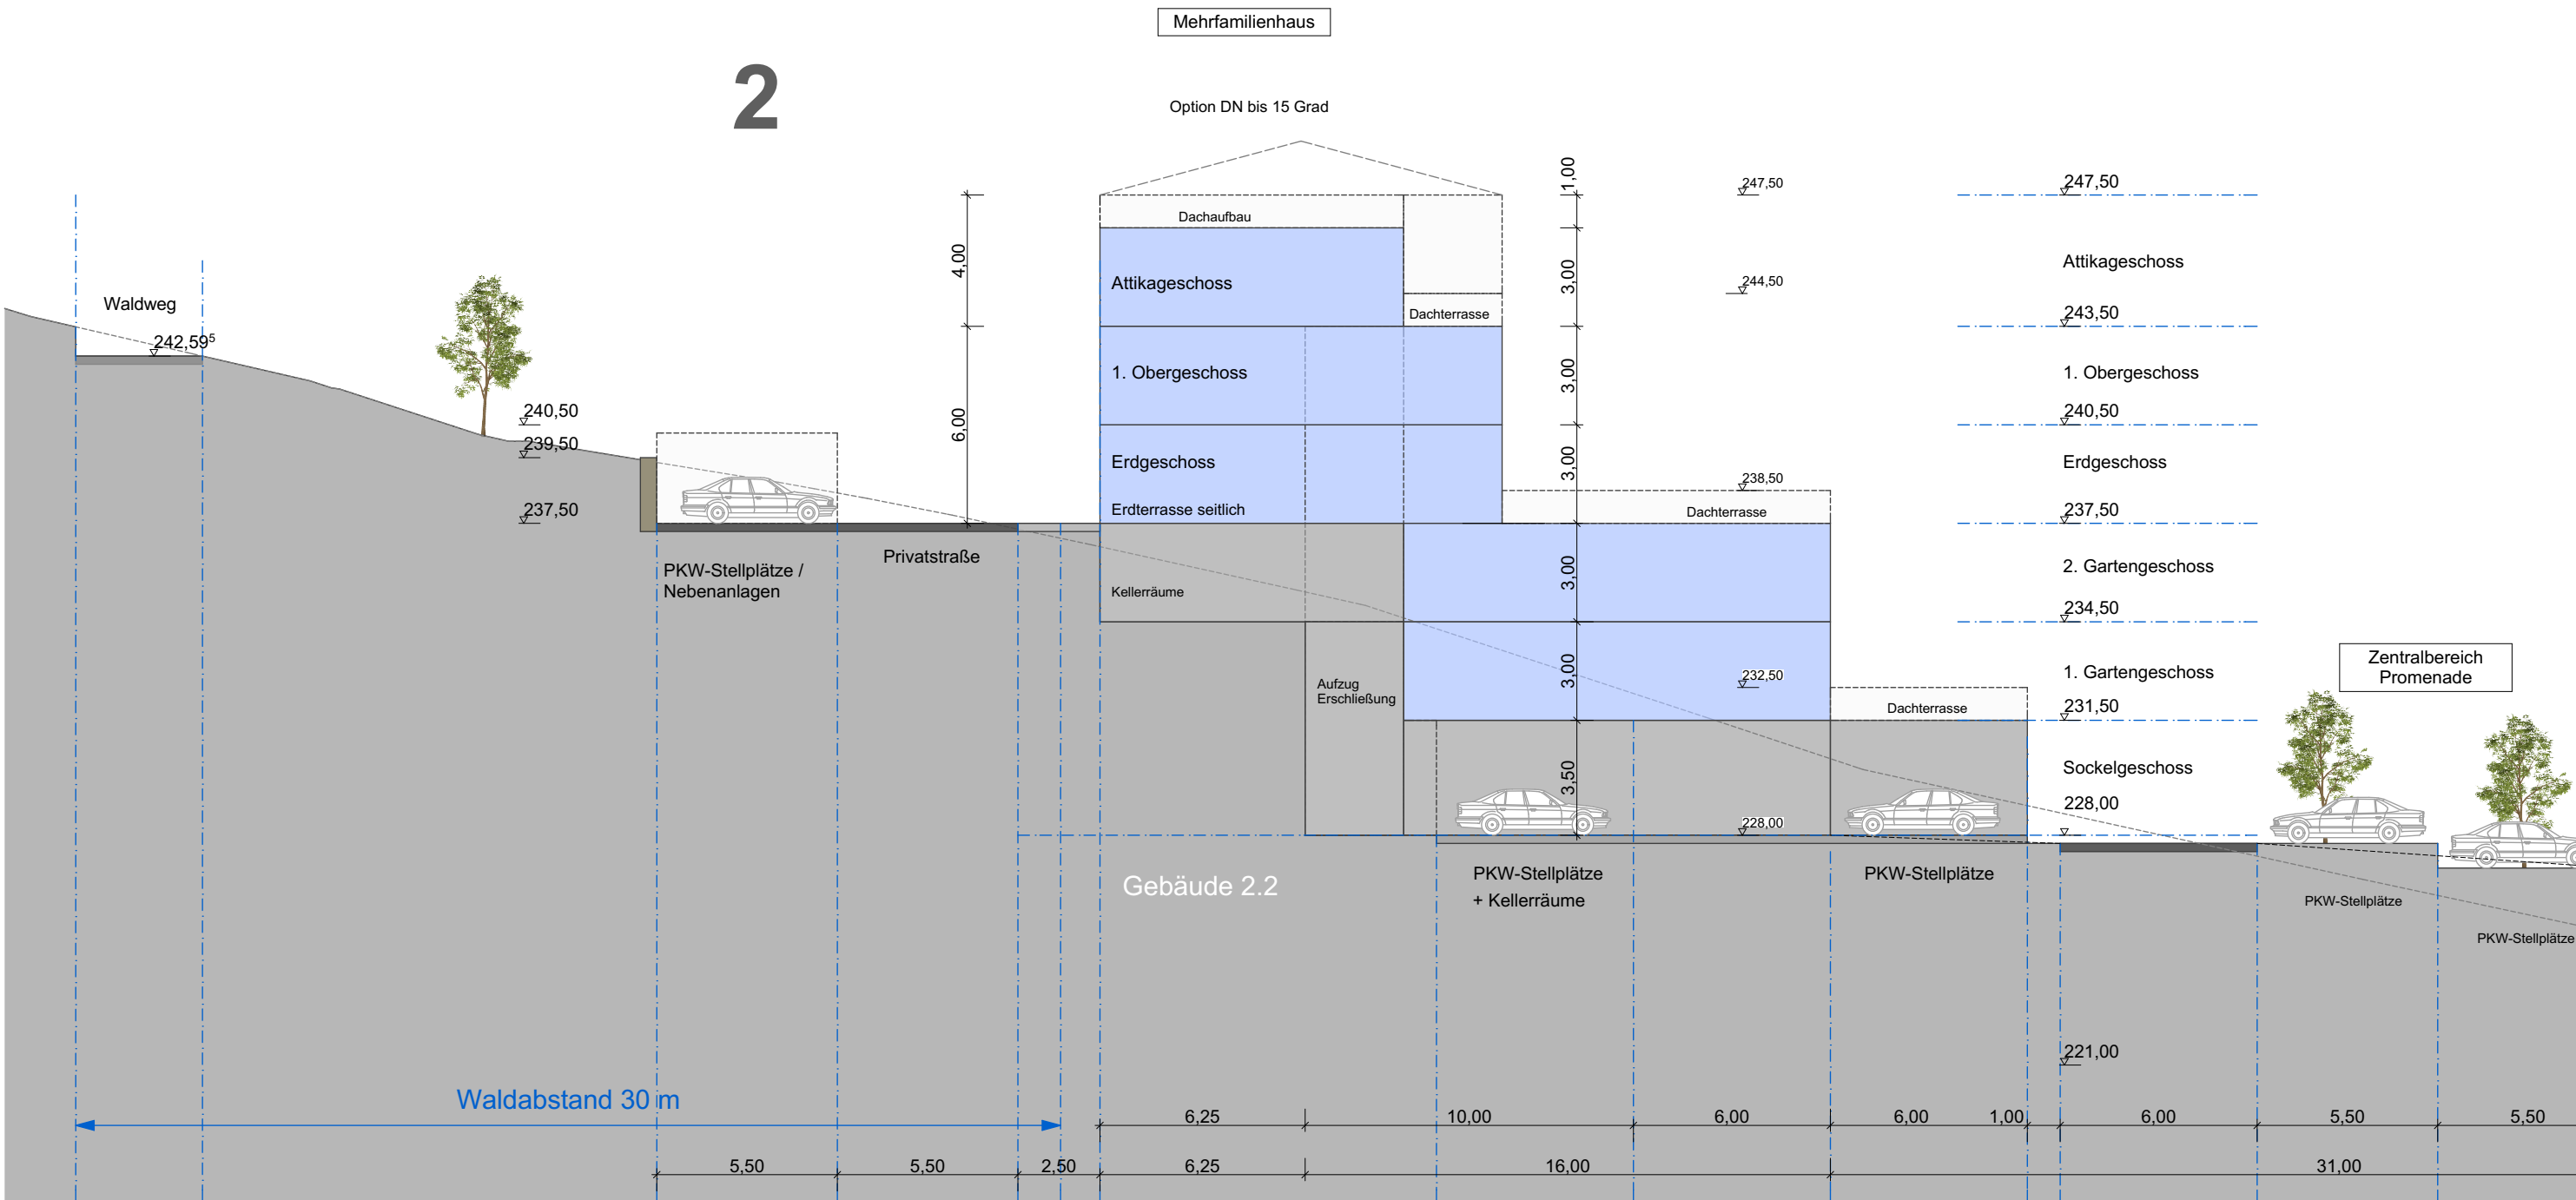 Mehrfamilienhaus
2
Option DN bis 15 Grad
1,00
247,50
247,50
Dachaufbau
4,00
Attikageschoss
3,00
244,50
Attikageschoss
Waldweg
Dachterrasse
243,50
242,59⁵
1. Obergeschoss
3,00
1. Obergeschoss
240,50
6,00
240,50
239,50
Erdgeschoss
3,00
Erdgeschoss
238,50
237,50
Erdterrasse seitlich
Dachterrasse
237,50
Privatstraße
PKW-Stellplätze /
Nebenanlagen
Kellerräume
3,00
2. Gartengeschoss
234,50
Zentralbereich
Promenade
Aufzug
Erschließung
3,00
232,50
1. Gartengeschoss
Dachterrasse
231,50
3,50
Sockelgeschoss
228,00
228,00
Gebäude 2.2
PKW-Stellplätze
+ Kellerräume
PKW-Stellplätze
PKW-Stellplätze
PKW-Stellplätze
221,00
Waldabstand 30 m
6,25
10,00
6,00
6,00
1,00
6,00
5,50
5,50
5,50
5,50
2,50
6,25
16,00
31,00